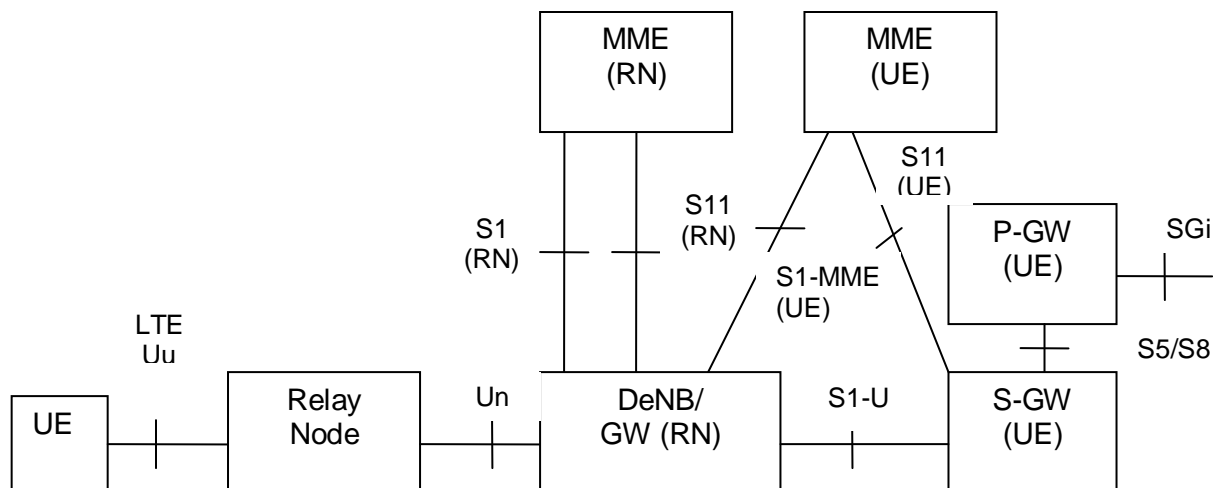 MME
(RN)
MME
(UE)
S11
(UE)
S1
(RN)
S11
(RN)
P-GW
(UE)
SGi
S1-MME
(UE)
LTE
Uu
S5/S8
UE
Relay
Node
Un
DeNB/
GW (RN)
S1-U
S-GW
(UE)